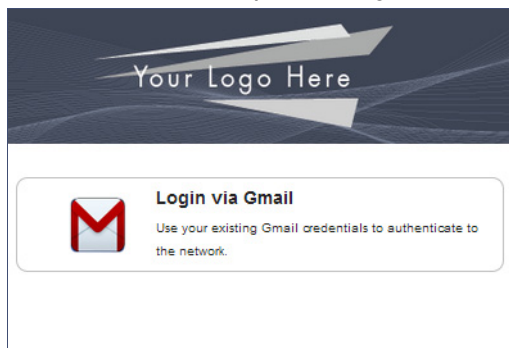 Your Logo Here
Login via Gmail
Use your existing Gmail credentials to authenticate to
the network.